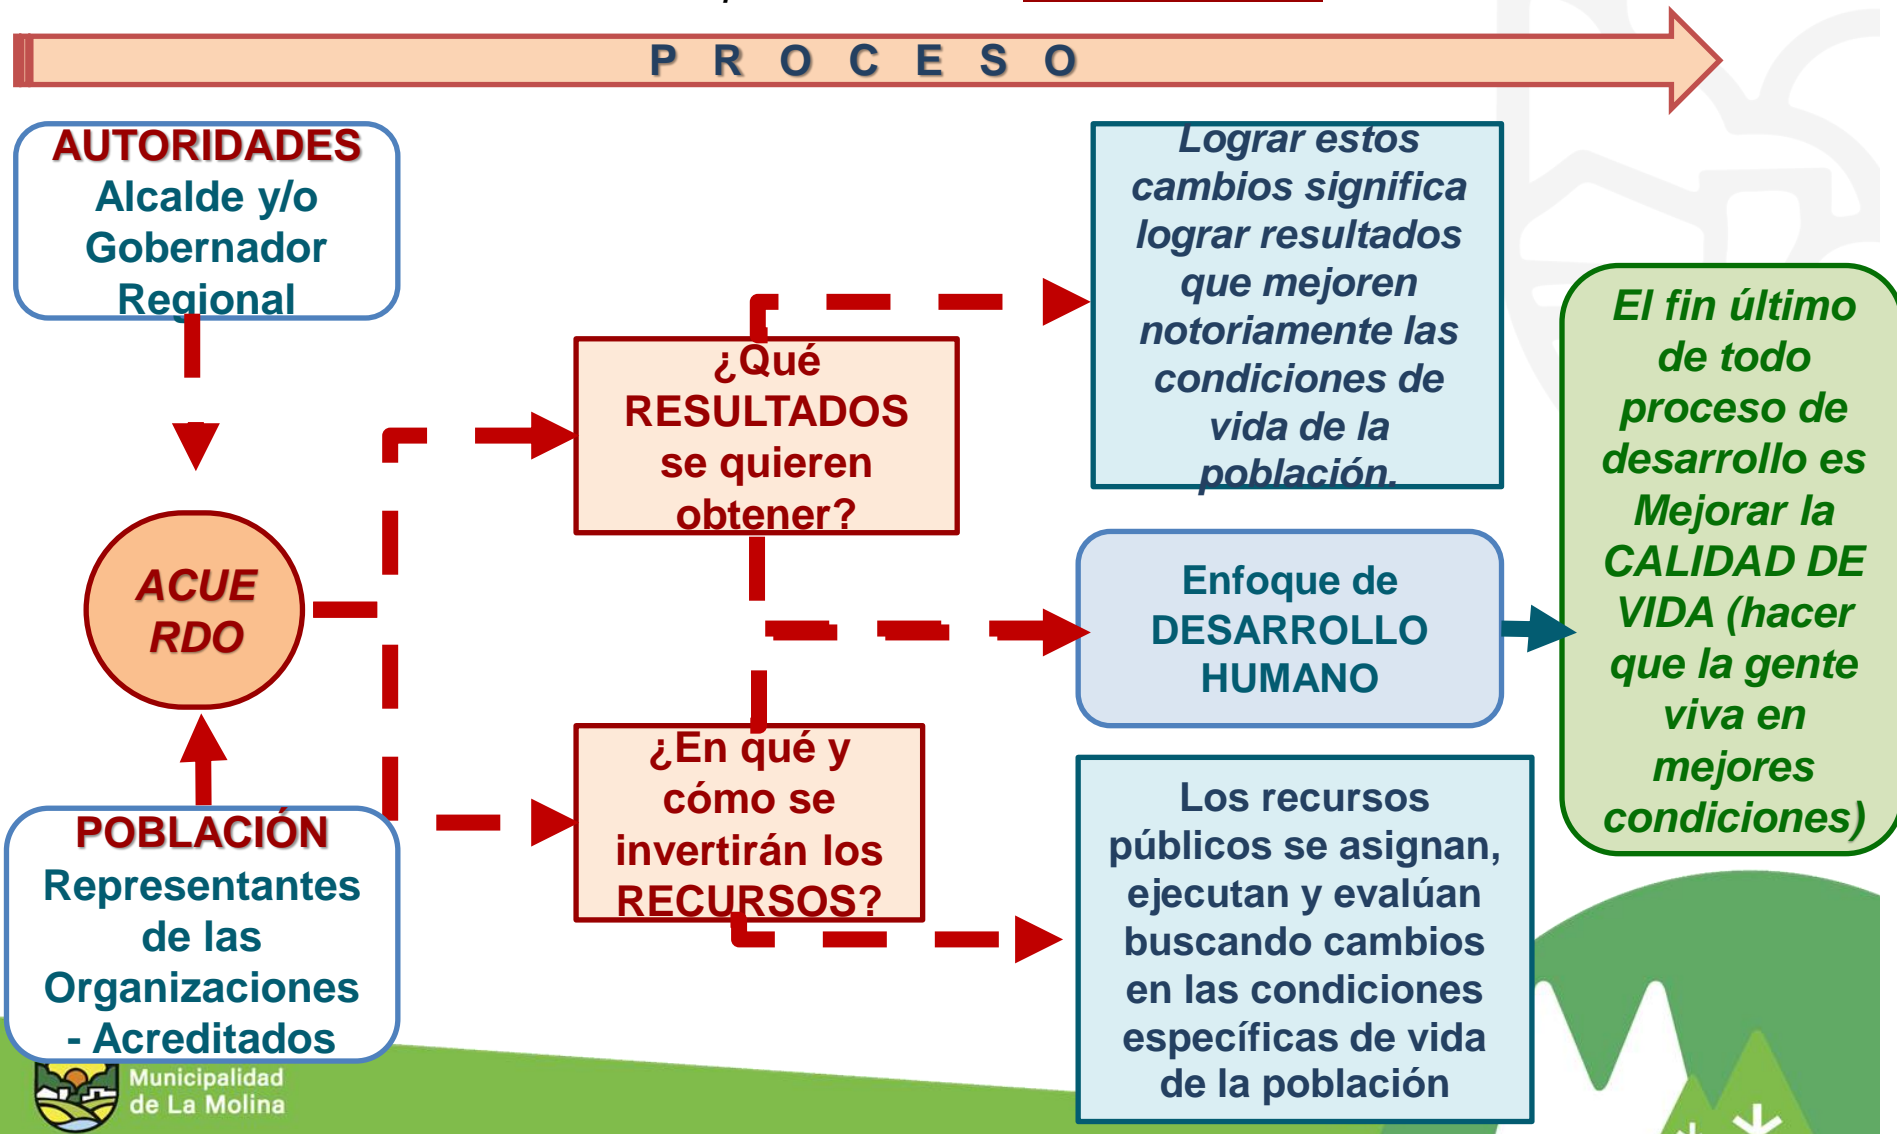 P R O C E S O
AUTORIDADES
Alcalde y/o
Gobernador
Regional
ACUE
RDO
POBLACIÓN
Representantes
de las
Organizaciones
- Acreditados
¿Qué
RESULTADOS
se quieren
obtener?
¿En qué y
cómo se
invertirán los
RECURSOS?
Lograr estos
cambios significa
lograr resultados
que mejoren
notoriamente las
condiciones de
vida de la
población.
Enfoque de
DESARROLLO
HUMANO
Los recursos
públicos se asignan,
ejecutan y evalúan
buscando cambios
en las condiciones
específicas de vida
de la población
El fin último
de todo
proceso de
desarrollo es
Mejorar la
CALIDAD DE
VIDA (hacer
que la gente
viva en
mejores
condiciones)
Municipalidad
de La Molina